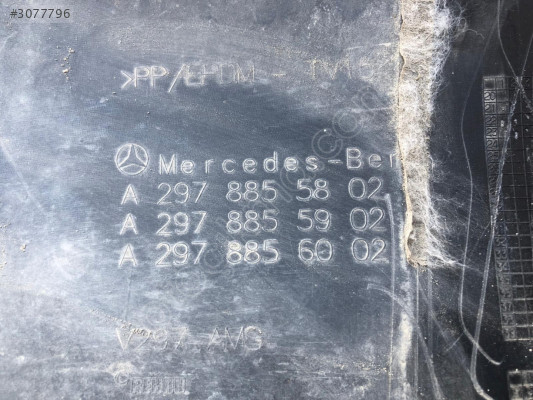 #3077796
>PP/EPDM - TV15
Mercedes-Ben
A 297 885 58 02
A 297 885 59 02
A 297 885 60 02
V297 AMG